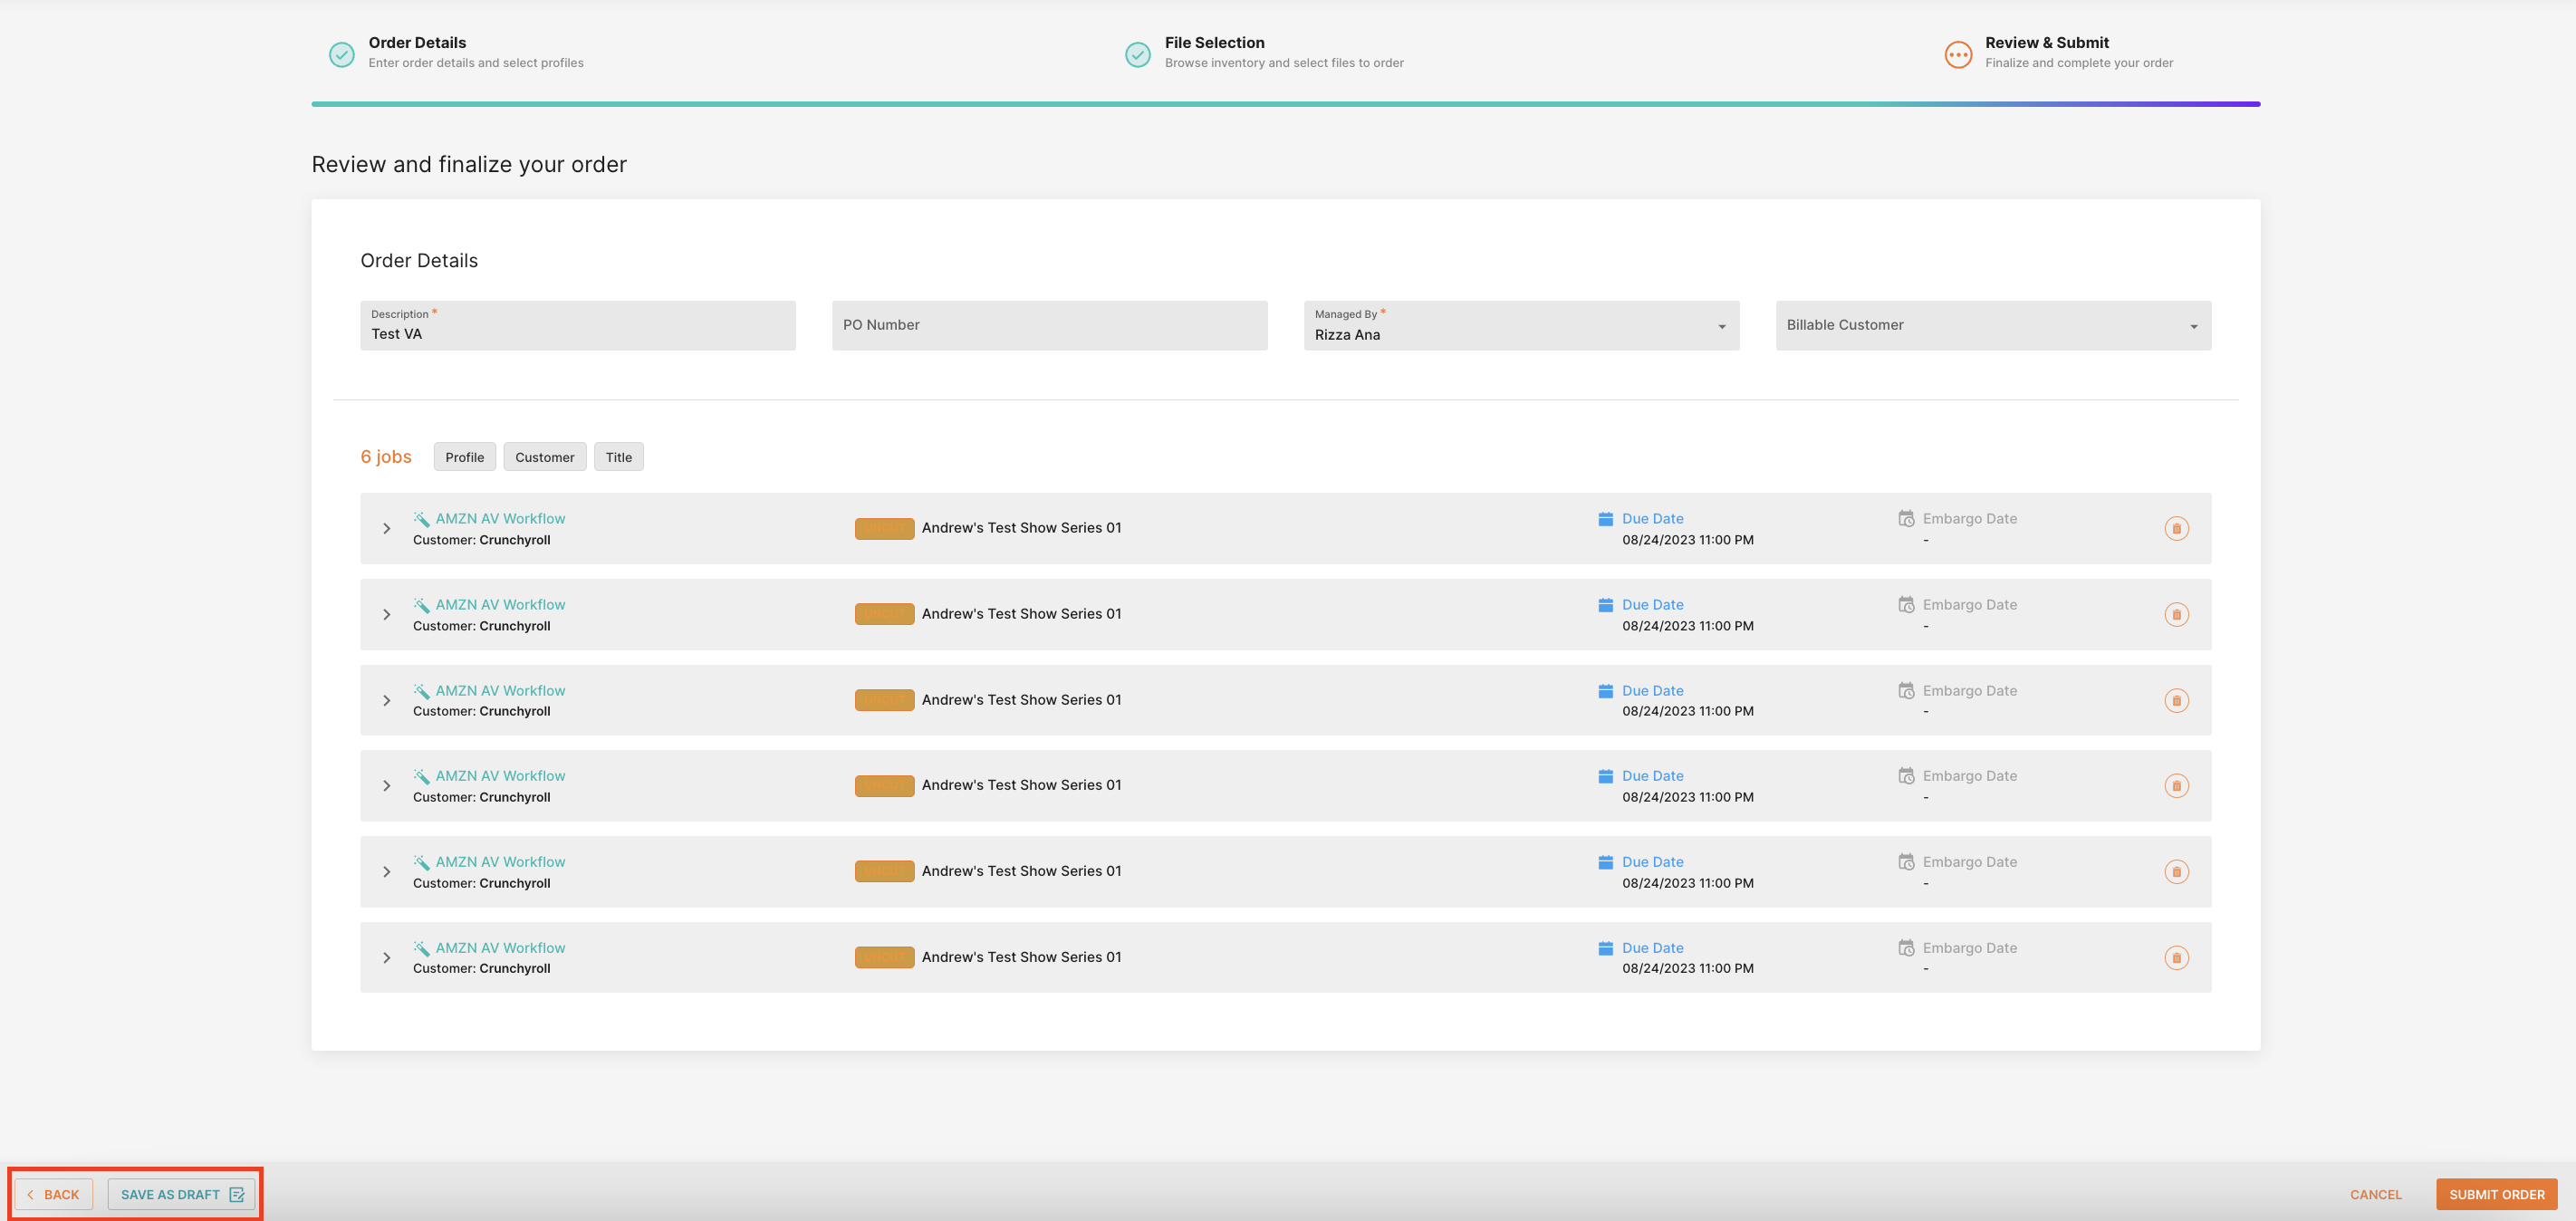 Order Details
Enter order details and select profiles
File Selection
Browse inventory and select files to order
Review & Submit
Finalize and complete your order
Review and finalize your order
Order Details
Description *
Test VA
PO Number
Managed By *
Rizza Ana
Billable Customer
6 jobs Profile Customer Title
AMZN AV Workflow
Customer: Crunchyroll
Andrew's Test Show Series 01
Due Date
08/24/2023 11:00 PM
Embargo Date
-
AMZN AV Workflow
Customer: Crunchyroll
Andrew's Test Show Series 01
Due Date
08/24/2023 11:00 PM
Embargo Date
-
AMZN AV Workflow
Customer: Crunchyroll
Andrew's Test Show Series 01
Due Date
08/24/2023 11:00 PM
Embargo Date
-
AMZN AV Workflow
Customer: Crunchyroll
Andrew's Test Show Series 01
Due Date
08/24/2023 11:00 PM
Embargo Date
-
AMZN AV Workflow
Customer: Crunchyroll
Andrew's Test Show Series 01
Due Date
08/24/2023 11:00 PM
Embargo Date
-
AMZN AV Workflow
Customer: Crunchyroll
Andrew's Test Show Series 01
Due Date
08/24/2023 11:00 PM
Embargo Date
-
BACK SAVE AS DRAFT CANCEL SUBMIT ORDER